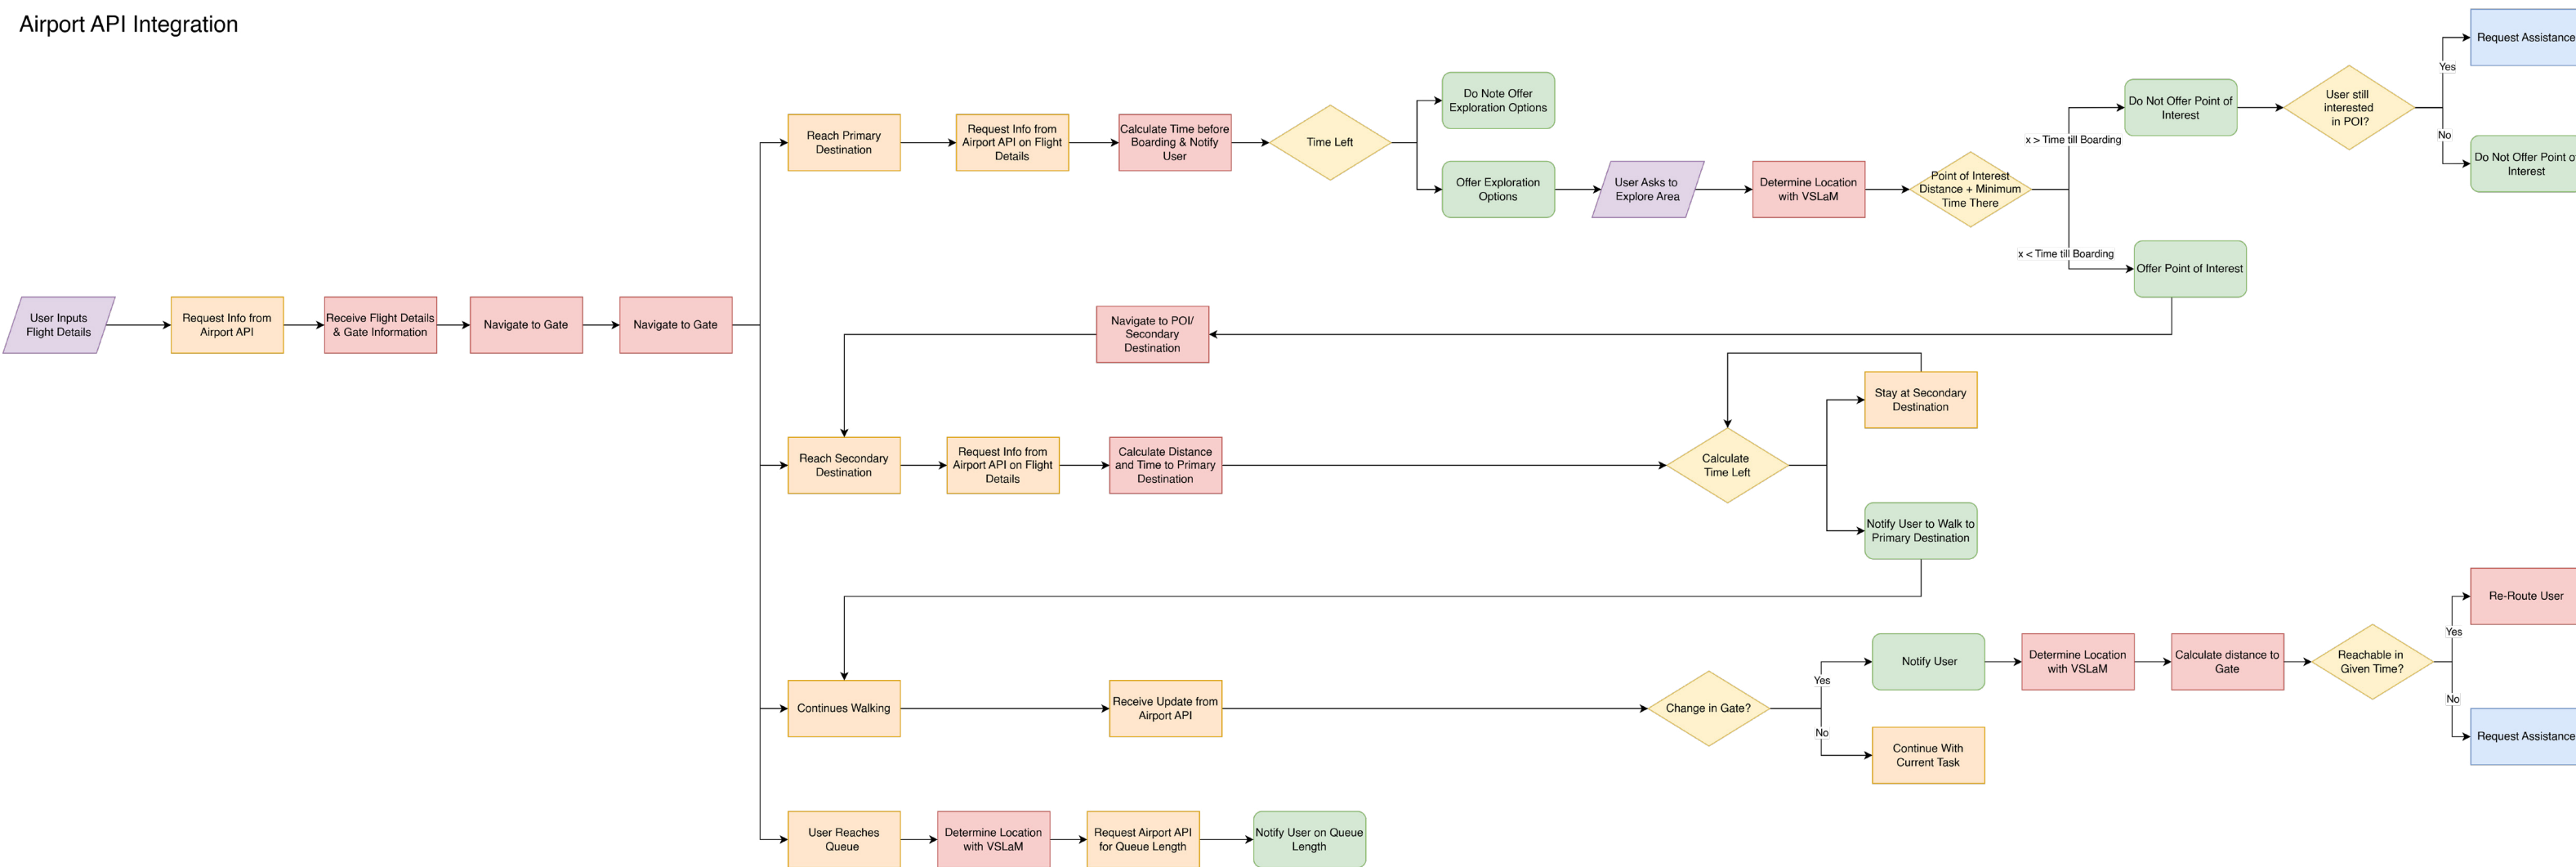 Airport API Integration
Request Assistance
Yes
User still
interested
in POI?
No
Do Not Offer Point of
Interest
Do Not Offer Point of
Interest
x > Time till Boarding
Do Note Offer
Exploration Options
Reach Primary
Destination
Request Info from
Airport API on Flight
Details
Calculate Time before
Boarding & Notify
User
Time Left
Offer Exploration
Options
User Asks to
Explore Area
Determine Location
with VSLaM
Point of Interest
Distance + Minimum
Time There
x < Time till Boarding
Offer Point of Interest
User Inputs
Flight Details
Request Info from
Airport API
Receive Flight Details
& Gate Information
Navigate to Gate
Navigate to Gate
Navigate to POI/
Secondary
Destination
Stay at Secondary
Destination
Reach Secondary
Destination
Request Info from
Airport API on Flight
Details
Calculate Distance
and Time to Primary
Destination
Calculate
Time Left
Notify User to Walk to
Primary Destination
Re-Route User
Yes
Continues Walking
Receive Update from
Airport API
Change in Gate?
Yes
Notify User
Determine Location
with VSLaM
Calculate distance to
Gate
Reachable in
Given Time?
No
Continue With
Current Task
No
Request Assistance
User Reaches
Queue
Determine Location
with VSLaM
Request Airport API
for Queue Length
Notify User on Queue
Length